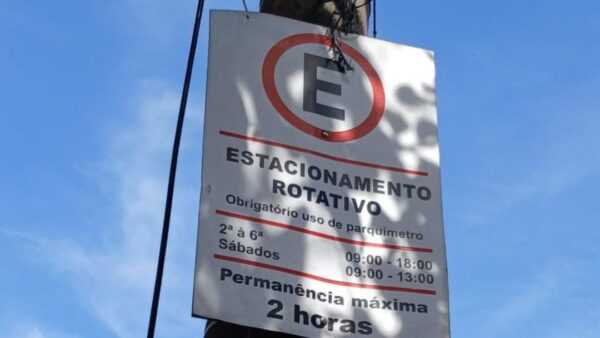 E
ESTACIONAMENTO
ROTATIVO
Obrigatório uso de parquímetro
2ª à 6ª 09:00 - 18:00
Sábados 09:00 - 13:00
Permanência máxima
2 horas